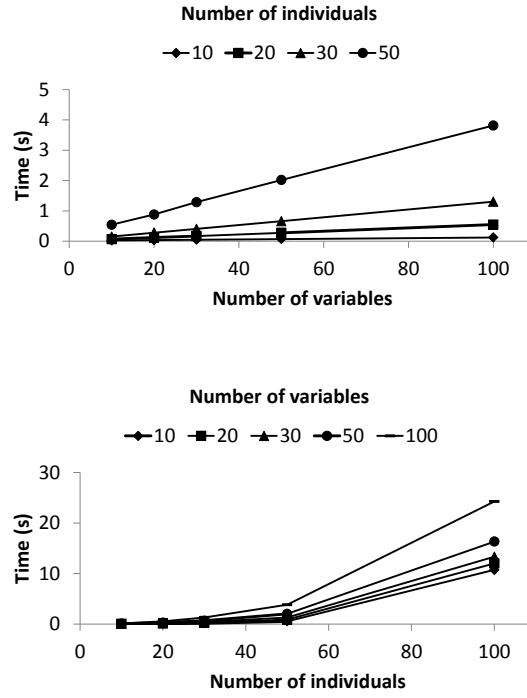 Number of individuals
10 20 30 50
5
4
3
2
1
0
Time (s)
0 20 40 60 80 100
Number of variables
Number of variables
10 20 30 50 100
30
20
10
0
Time (s)
0 20 40 60 80 100
Number of individuals